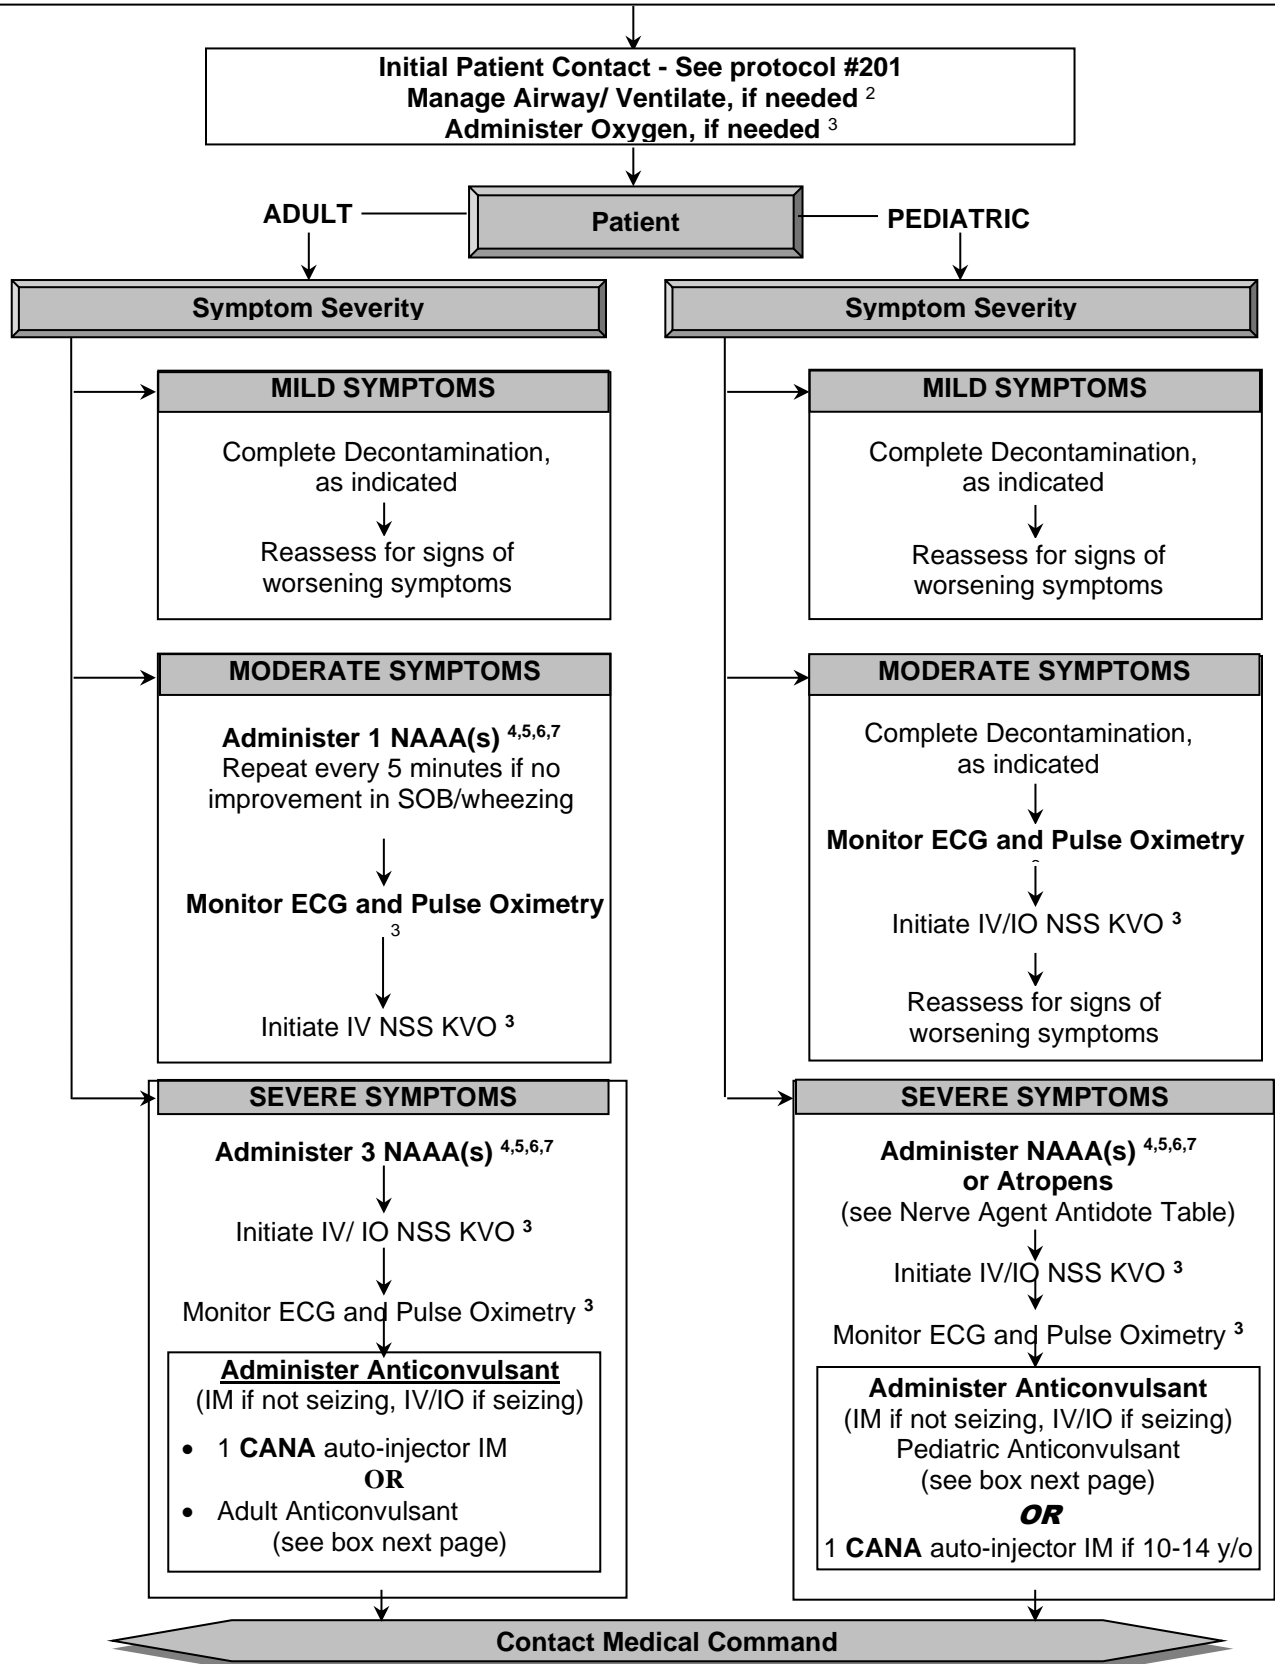 Initial Patient Contact - See protocol #201
Manage Airway/ Ventilate, if needed 2
Administer Oxygen, if needed 3
ADULT
Patient
PEDIATRIC
Symptom Severity
MILD SYMPTOMS
Complete Decontamination,
as indicated
Reassess for signs of
worsening symptoms
MODERATE SYMPTOMS
Administer 1 NAAA(s) 4,5,6,7
Repeat every 5 minutes if no
improvement in SOB/wheezing
Monitor ECG and Pulse Oximetry
3
Initiate IV NSS KVO 3
SEVERE SYMPTOMS
Administer 3 NAAA(s) 4,5,6,7
Initiate IV/ IO NSS KVO 3
Monitor ECG and Pulse Oximetry 3
Administer Anticonvulsant
(IM if not seizing, IV/IO if seizing)
• 1 CANA auto-injector IM
OR
• Adult Anticonvulsant
(see box next page)
Symptom Severity
MILD SYMPTOMS
Complete Decontamination,
as indicated
Reassess for signs of
worsening symptoms
MODERATE SYMPTOMS
Complete Decontamination,
as indicated
Monitor ECG and Pulse Oximetry
Initiate IV/IO NSS KVO 3
Reassess for signs of
worsening symptoms
SEVERE SYMPTOMS
Administer NAAA(s) 4,5,6,7
or Atropens
(see Nerve Agent Antidote Table)
Initiate IV/IO NSS KVO 3
Monitor ECG and Pulse Oximetry 3
Administer Anticonvulsant
(IM if not seizing, IV/IO if seizing)
Pediatric Anticonvulsant
(see box next page)
OR
1 CANA auto-injector IM if 10-14 y/o
Contact Medical Command